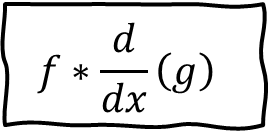 f * d/dx (g)